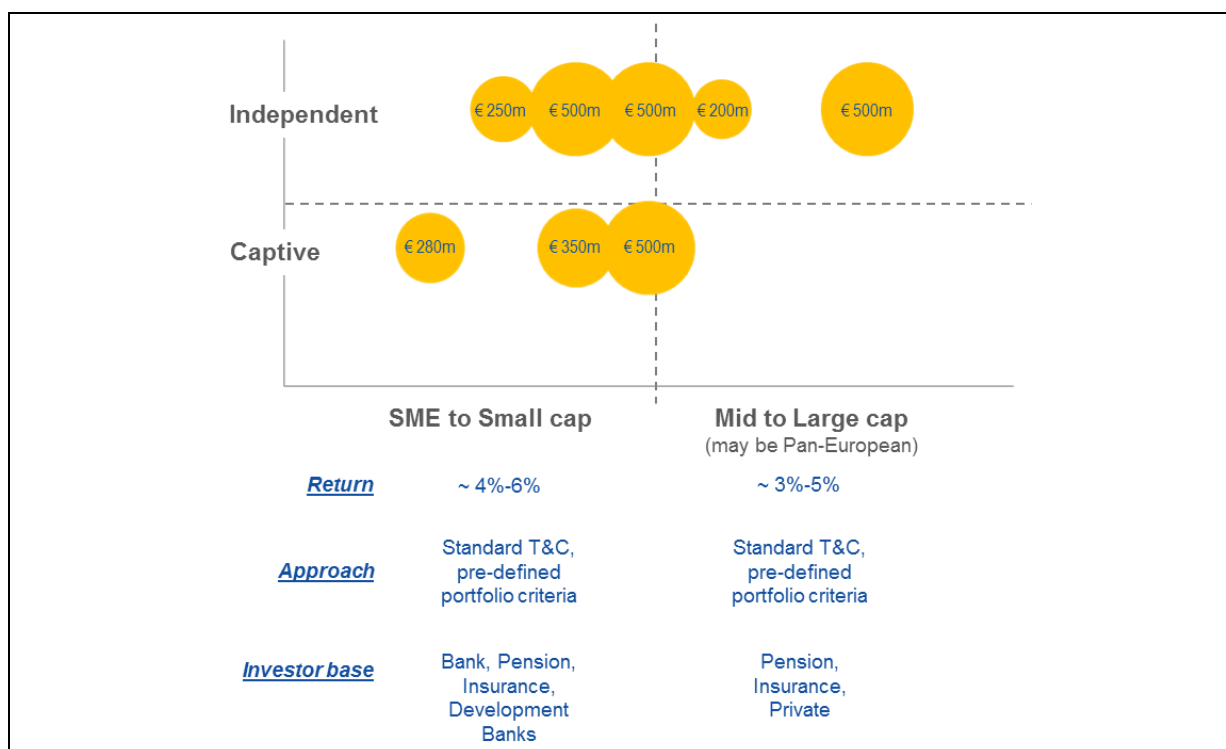 Independent
€ 250m
€ 500m
€ 500m
€ 200m
€ 500m
Captive
€ 280m
€ 350m
€ 500m
SME to Small cap
Mid to Large cap
(may be Pan-European)
Return
~ 4%-6%
~ 3%-5%
Approach
Standard T&C,
pre-defined
portfolio criteria
Standard T&C,
pre-defined
portfolio criteria
Investor base
Bank, Pension,
Insurance,
Development
Banks
Pension,
Insurance,
Private